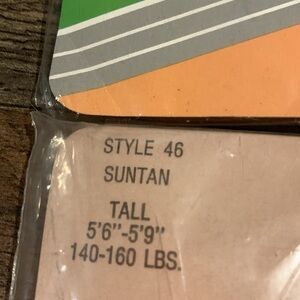 STYLE 46
SUNTAN
TALL
5'6"-5'9"
140-160 LBS.